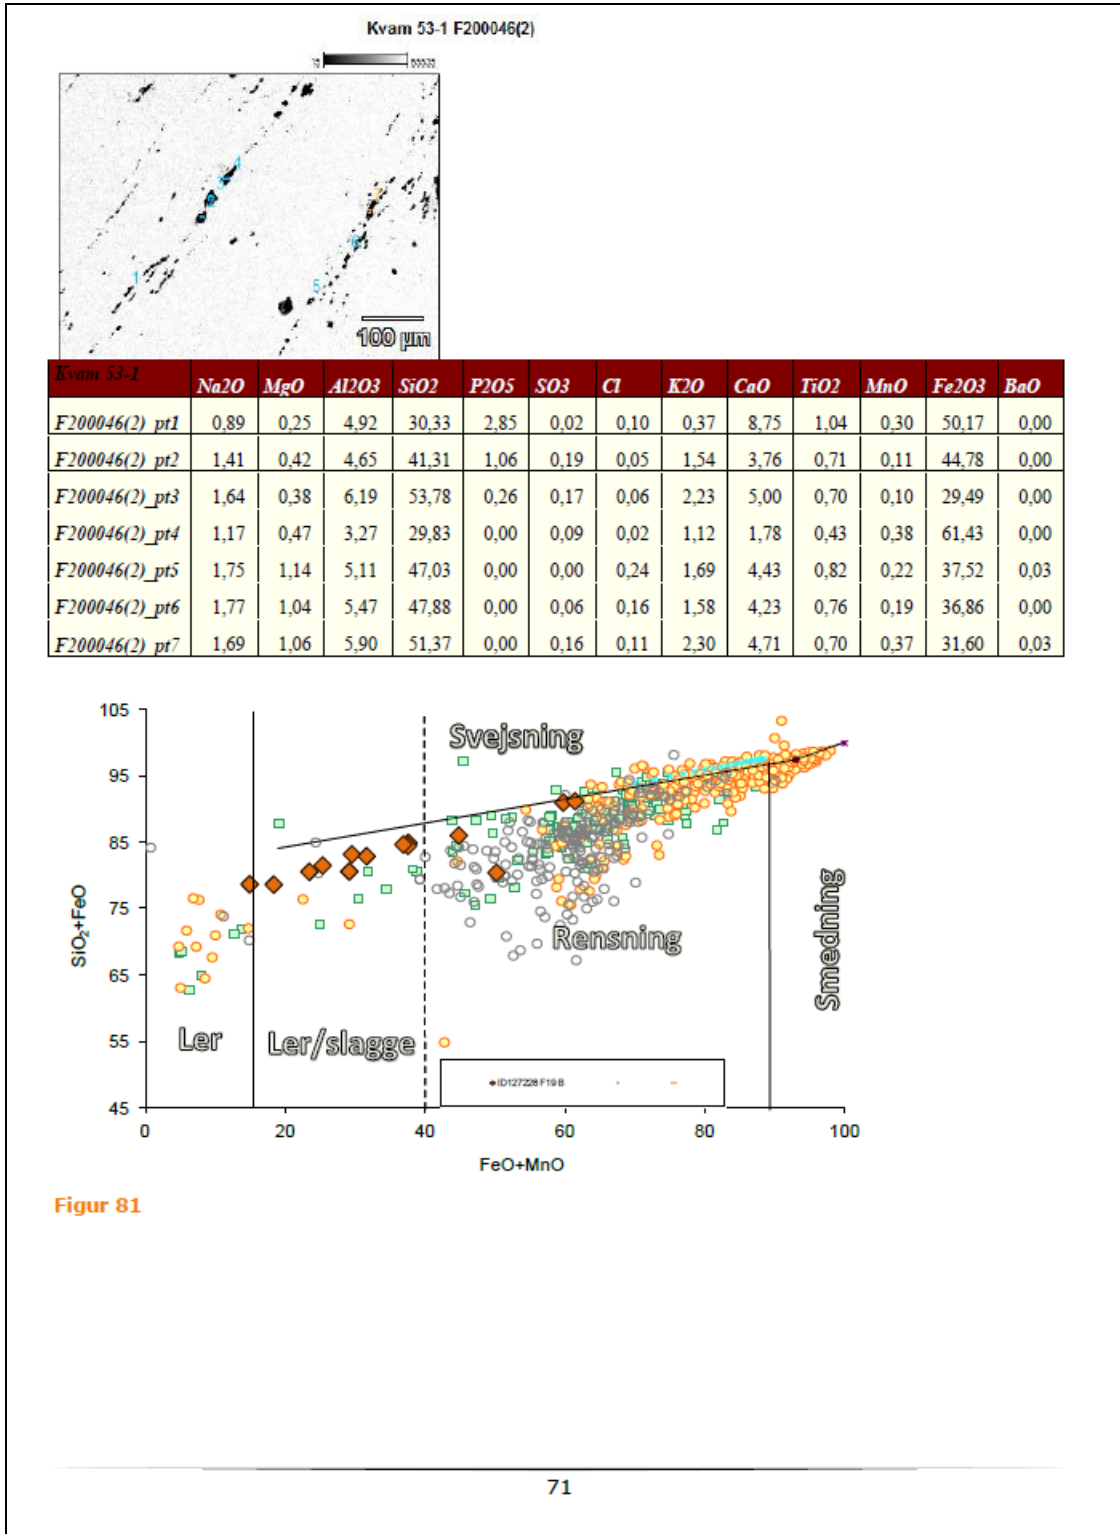 Kvam 53-1 F200046(2)
4
2
1
6
5
100 µm
Kvam 53-1 Na2O MgO Al2O3 SiO2 P2O5 SO3 Cl K2O CaO TiO2 MnO Fe2O3 BaO
F200046(2)_pt1 0,89 0,25 4,92 30,33 2,85 0,02 0,10 0,37 8,75 1,04 0,30 50,17 0,00
F200046(2)_pt2 1,41 0,42 4,65 41,31 1,06 0,19 0,05 1,54 3,76 0,71 0,11 44,78 0,00
F200046(2)_pt3 1,64 0,38 6,19 53,78 0,26 0,17 0,06 2,23 5,00 0,70 0,10 29,49 0,00
F200046(2)_pt4 1,17 0,47 3,27 29,83 0,00 0,09 0,02 1,12 1,78 0,43 0,38 61,43 0,00
F200046(2)_pt5 1,75 1,14 5,11 47,03 0,00 0,00 0,24 1,69 4,43 0,82 0,22 37,52 0,03
F200046(2)_pt6 1,77 1,04 5,47 47,88 0,00 0,06 0,16 1,58 4,23 0,76 0,19 36,86 0,00
F200046(2)_pt7 1,69 1,06 5,90 51,37 0,00 0,16 0,11 2,30 4,71 0,70 0,37 31,60 0,03
105
95
85
75
65
55
45
SiO₂+FeO
Svejsning
Rensning
Smedning
Ler
Ler/slagge
ID127228 F19 B
0 20 40 60 80 100
FeO+MnO
Figur 81
71